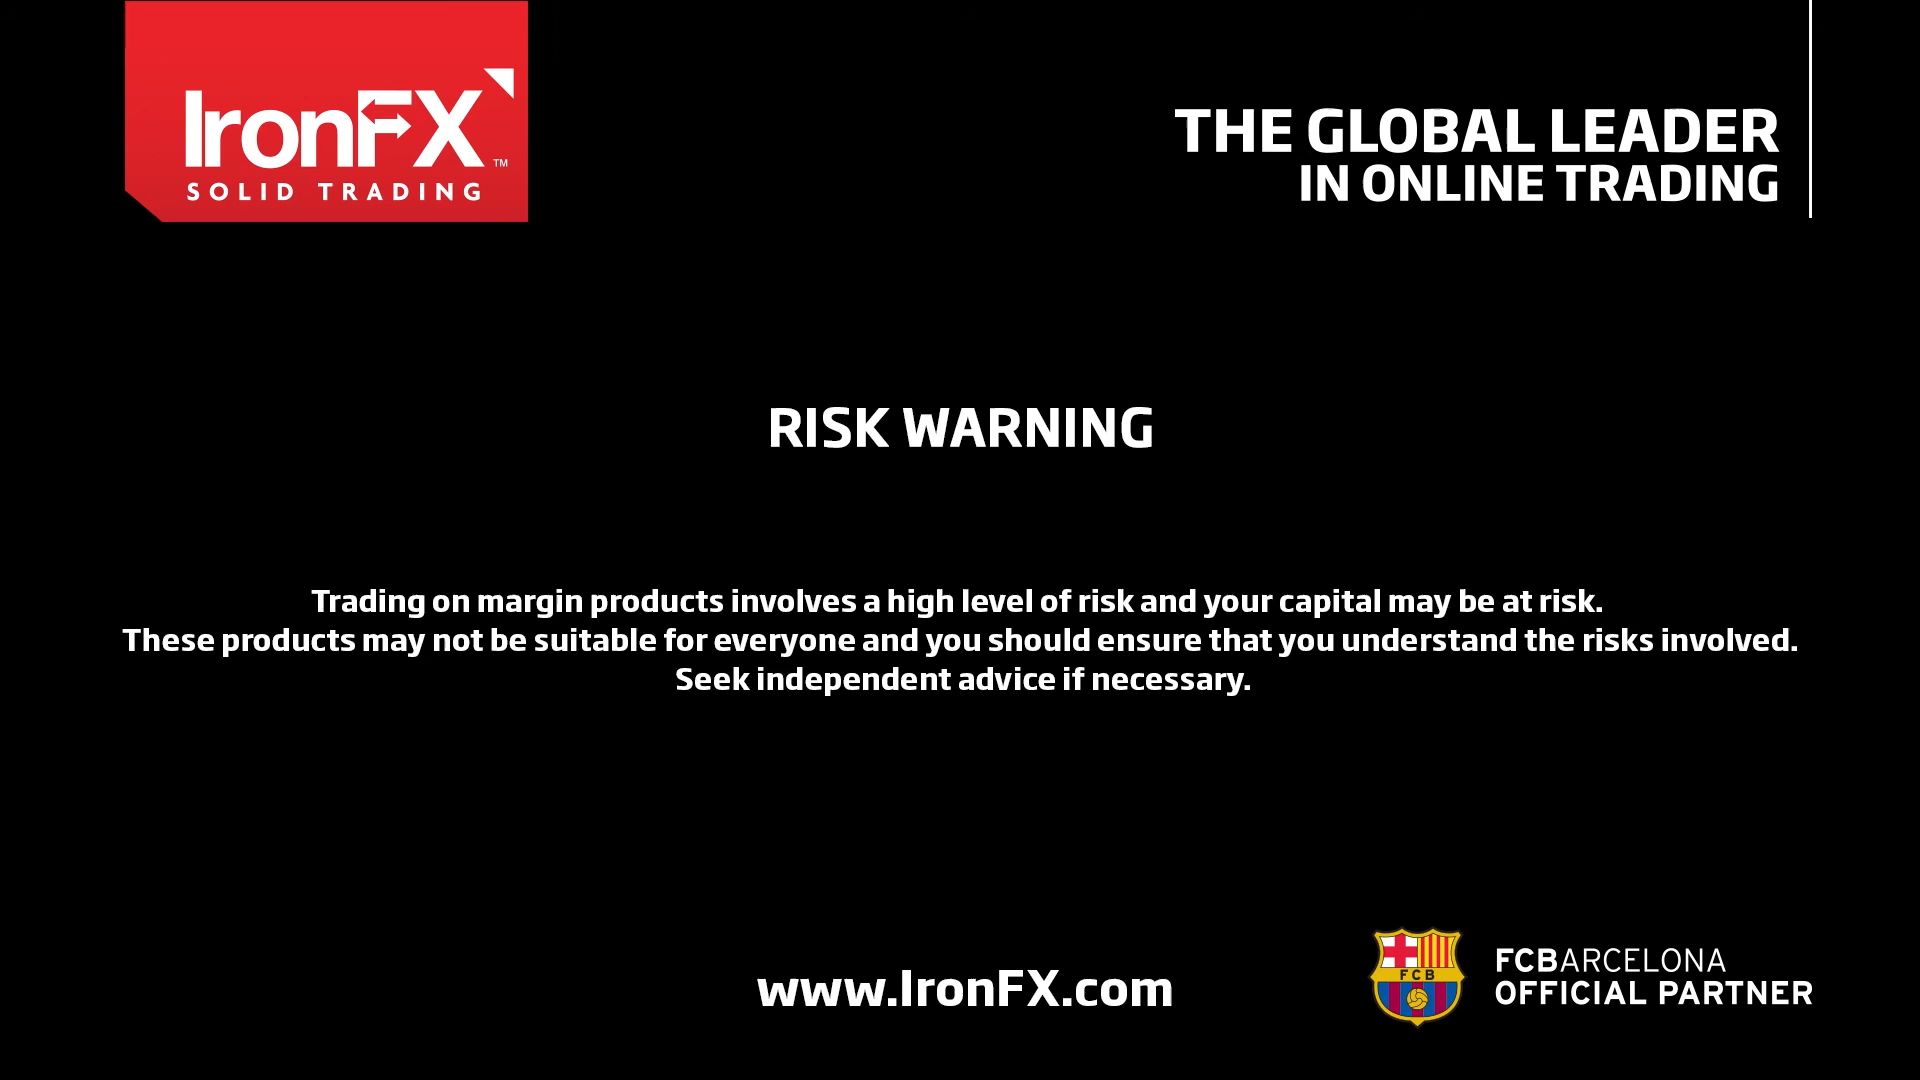 IronFX ™
SOLID TRADING
THE GLOBAL LEADER
IN ONLINE TRADING
RISK WARNING
Trading on margin products involves a high level of risk and your capital may be at risk.
These products may not be suitable for everyone and you should ensure that you understand the risks involved.
Seek independent advice if necessary.
www.IronFX.com
FCB
FCBARCELONA
OFFICIAL PARTNER